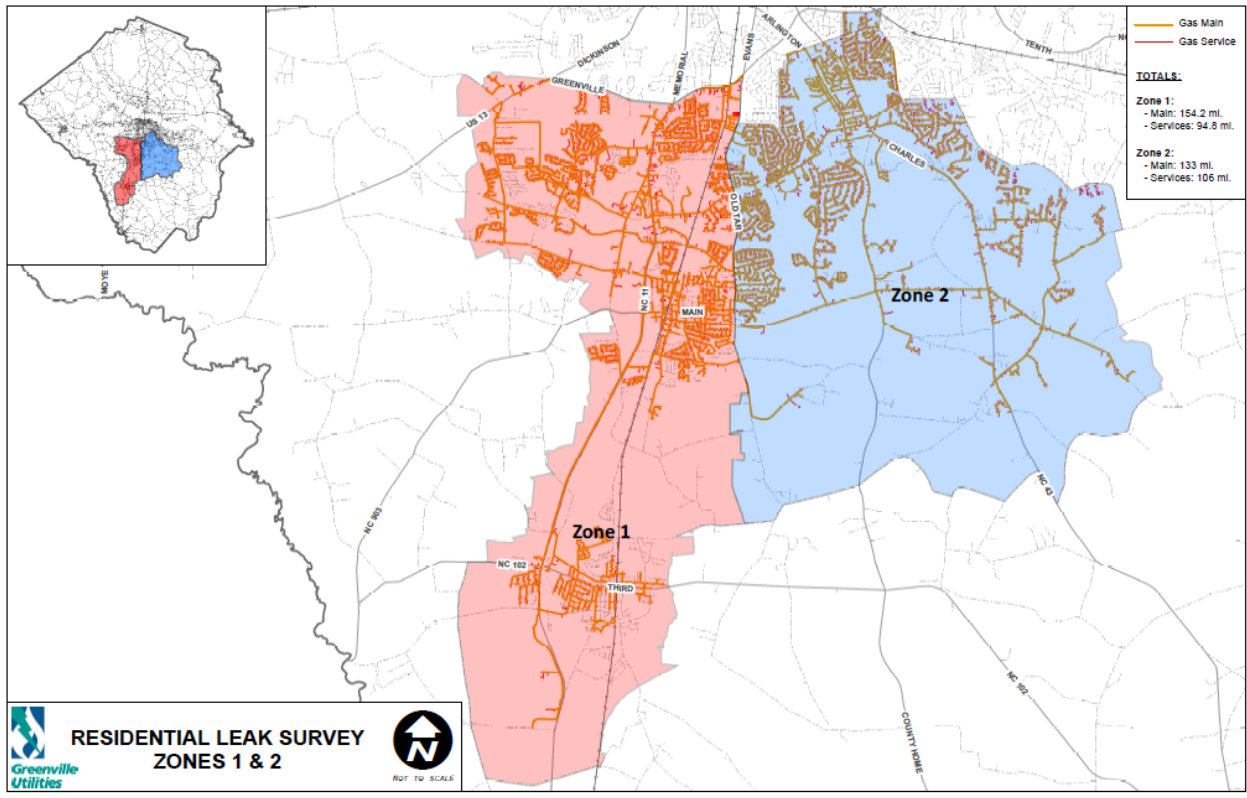 Gas Main
Gas Service
TOTALS:
Zone 1:
- Main: 154.2 mi.
- Services: 94.8 mi.
Zone 2:
- Main: 133 mi.
- Services: 106 mi.
ARLINGTON
EVANS
TENTH
DICKINSON
MEMORIAL
GREENVILLE
US 13
CHARLES
OLD TAR
MOYE
NC 11
Zone 2
MAIN
NC 43
NC 903
Zone 1
NC 102
THIRD
NC 102
COUNTY HOME
RESIDENTIAL LEAK SURVEY
ZONES 1 & 2
Greenville
Utilities
N
NOT TO SCALE